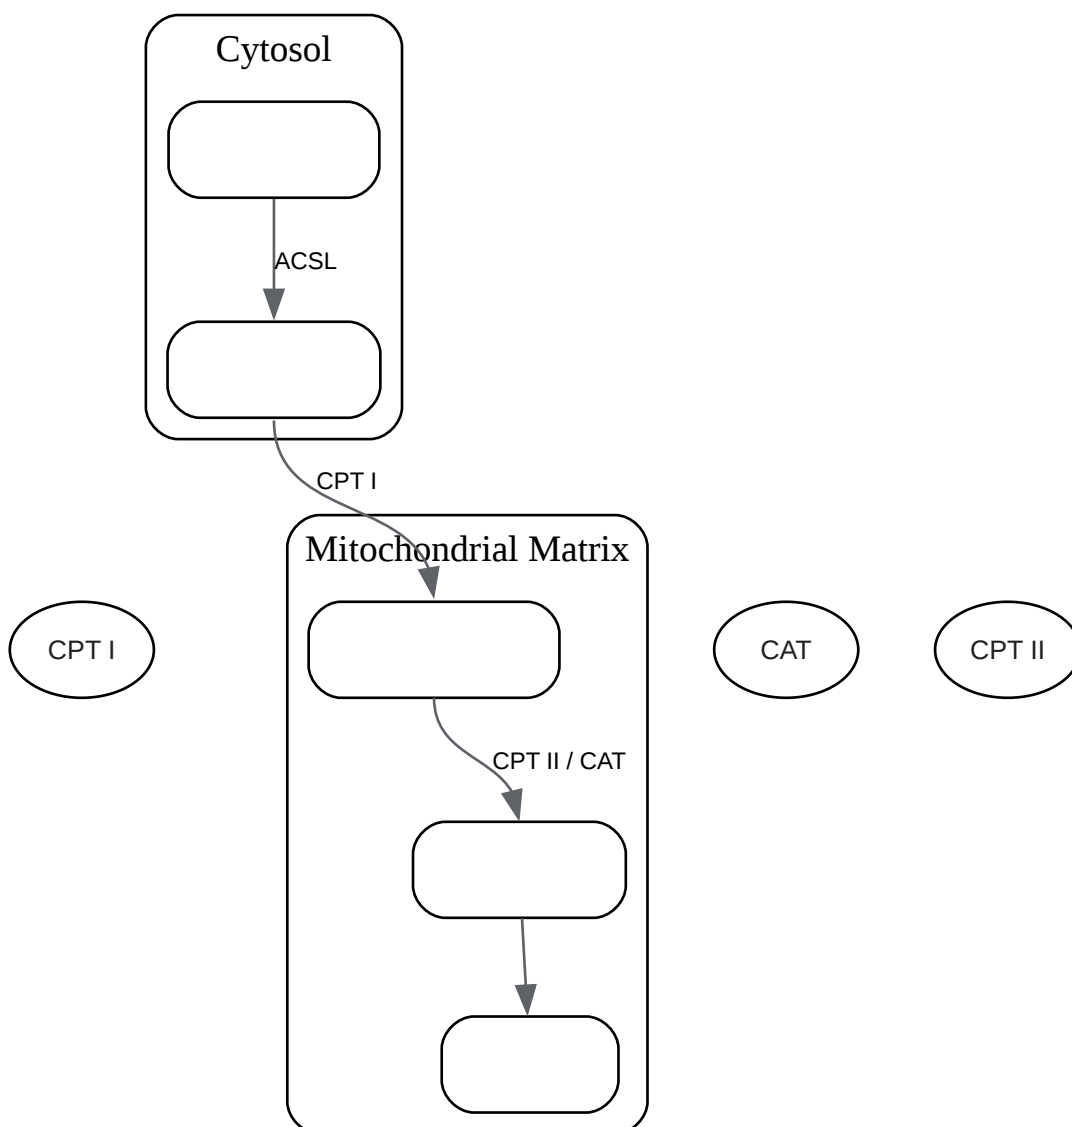 Cytosol
ACSL
CPT I
Mitochondrial Matrix
CPT I
CAT
CPT II
CPT II / CAT